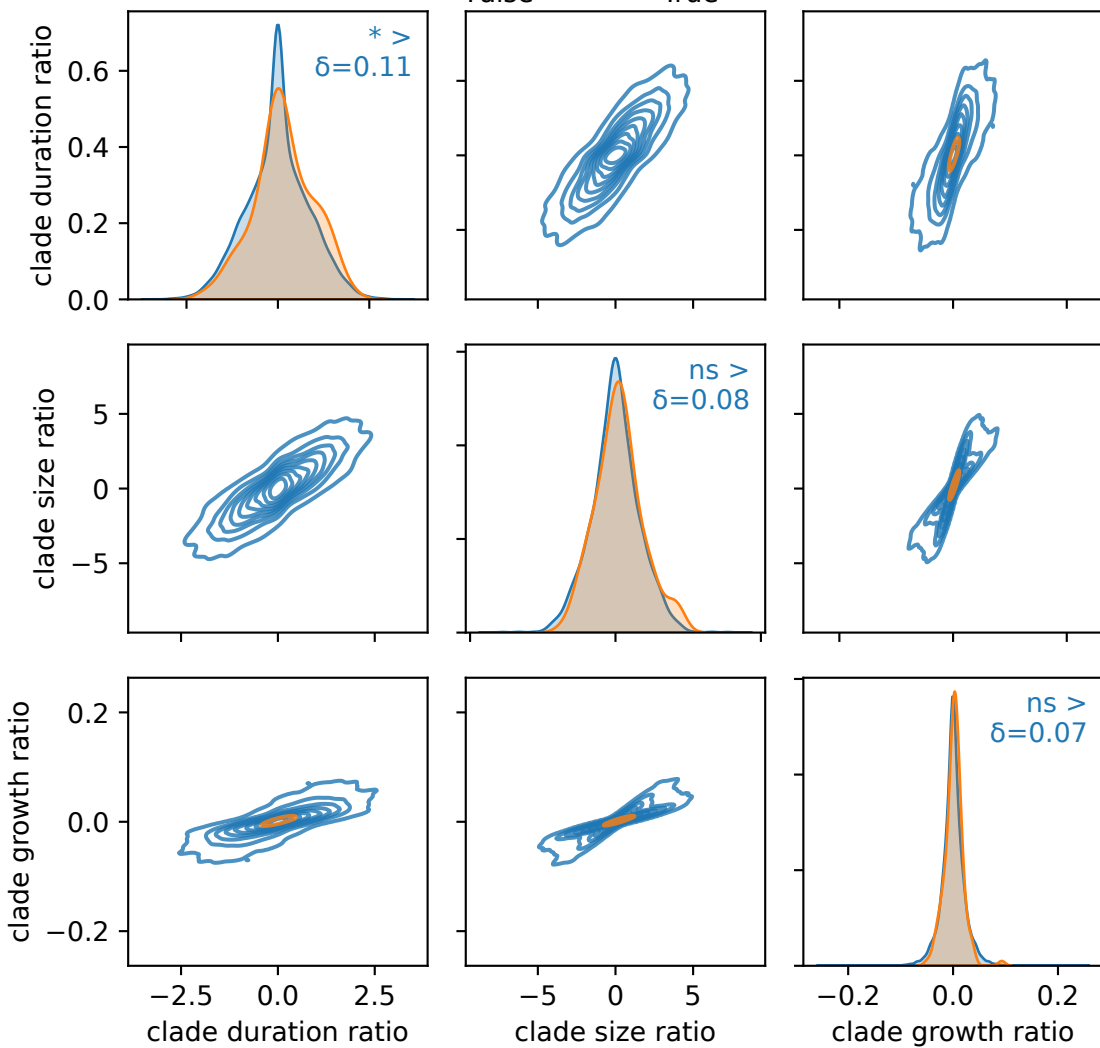 clade duration ratio
0.6
0.4
0.2
0.0
* >
δ=0.11
clade size ratio
5
0
−5
ns >
δ=0.08
clade growth ratio
0.2
0.0
−0.2
ns >
δ=0.07
−2.5 0.0 2.5
clade duration ratio
−5 0 5
clade size ratio
−0.2 0.0 0.2
clade growth ratio